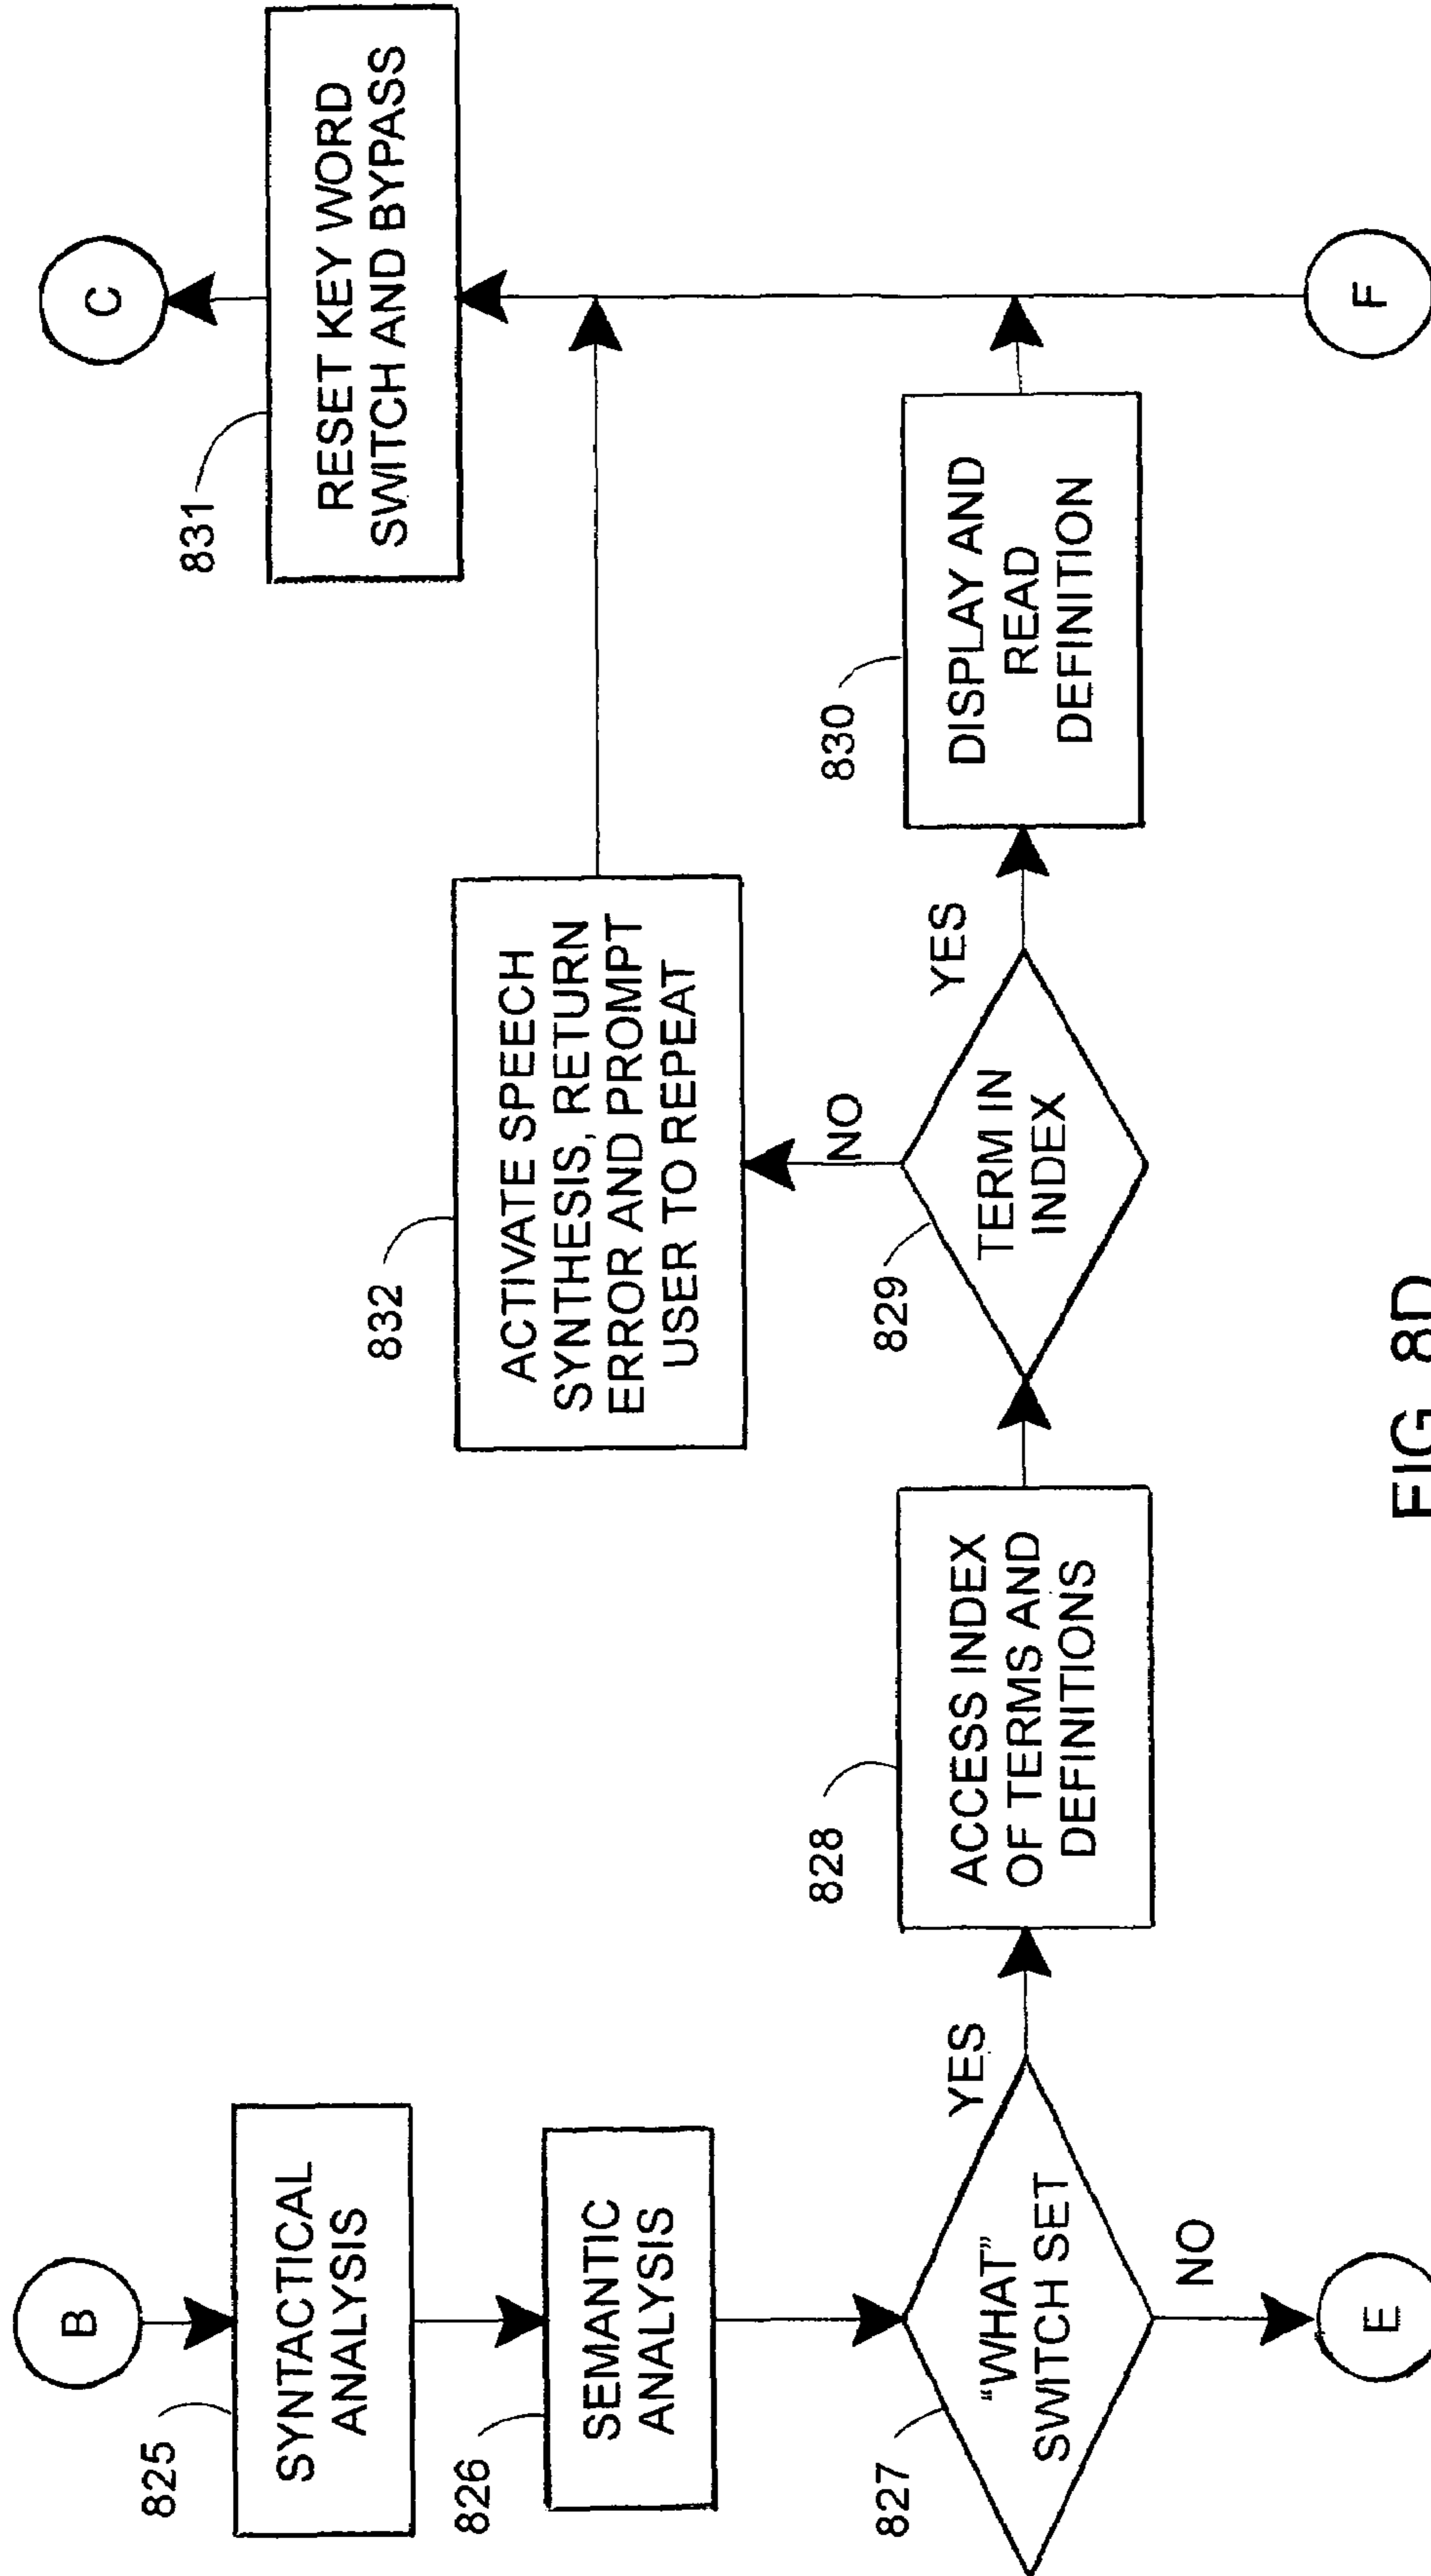 B
825
SYNTACTICAL
ANALYSIS
826
SEMANTIC
ANALYSIS
827
"WHAT"
SWITCH SET
YES
NO
E
828
ACCESS INDEX
OF TERMS AND
DEFINITIONS
829
TERM IN
INDEX
NO
YES
832
ACTIVATE SPEECH
SYNTHESIS, RETURN
ERROR AND PROMPT
USER TO REPEAT
830
DISPLAY AND
READ
DEFINITION
831
RESET KEY WORD
SWITCH AND BYPASS
C
F
FIG. 8D